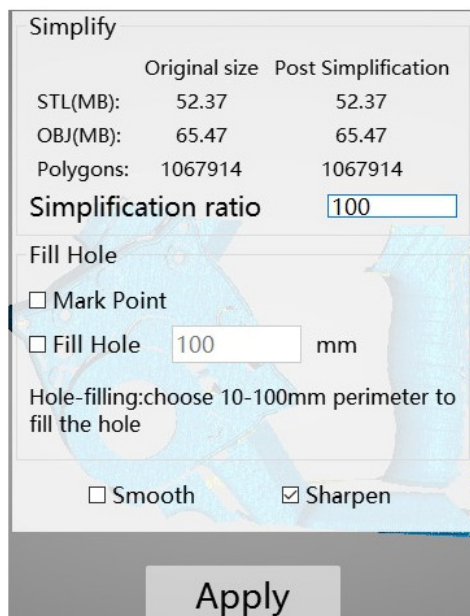 Simplify
Original size Post Simplification
STL(MB): 52.37 52.37
OBJ(MB): 65.47 65.47
Polygons: 1067914 1067914
Simplification ratio 100
Fill Hole
Mark Point
Fill Hole 100 mm
Hole-filling:choose 10-100mm perimeter to
fill the hole
Smooth Sharpen
Apply